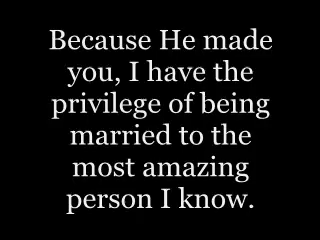 Because He made
you, I have the
privilege of being
married to the
most amazing
person I know.